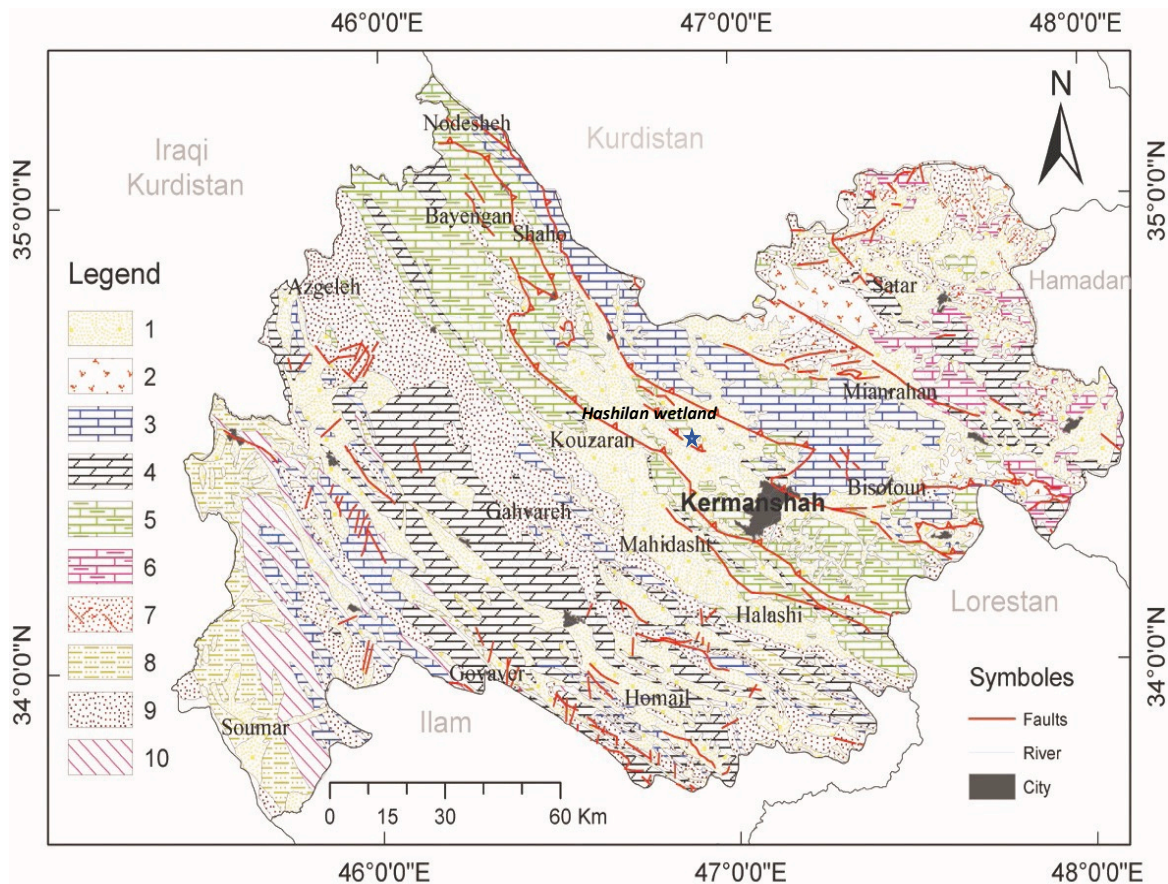 46°0'0"E 47°0'0"E 48°0'0"E
N
Nodesheh
Kurdistan
Iraqi
Kurdistan
35°0'0"N
35°0'0"N
Bayengan
Shaho
Legend
Azgeleh
Satar
Hamadan
1
2
3
4
5
6
7
8
9
10
Mianrahan
Hashilan wetland
Kouzaran
Bisotoun
Kermanshah
Gahvareh
Mahidasht
Halashi
Lorestan
34°0'0"N
34°0'0"N
Govaver
Homail
Ilam
Soumar
Symboles
Faults
River
City
0 15 30 60 Km
46°0'0"E 47°0'0"E 48°0'0"E